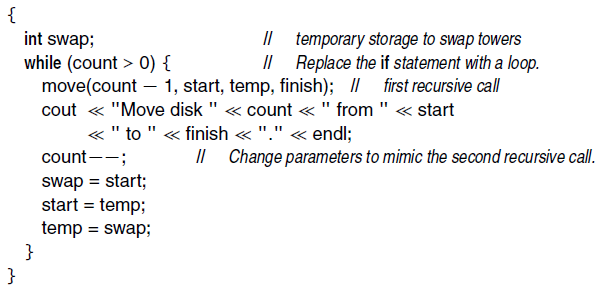 {
int swap; // temporary storage to swap towers
while (count > 0) { // Replace the if statement with a loop.
move(count − 1, start, temp, finish); // first recursive call
cout << "Move disk " << count << " from " << start
<< " to " << finish << "." << endl;
count−−; // Change parameters to mimic the second recursive call.
swap = start;
start = temp;
temp = swap;
}
}